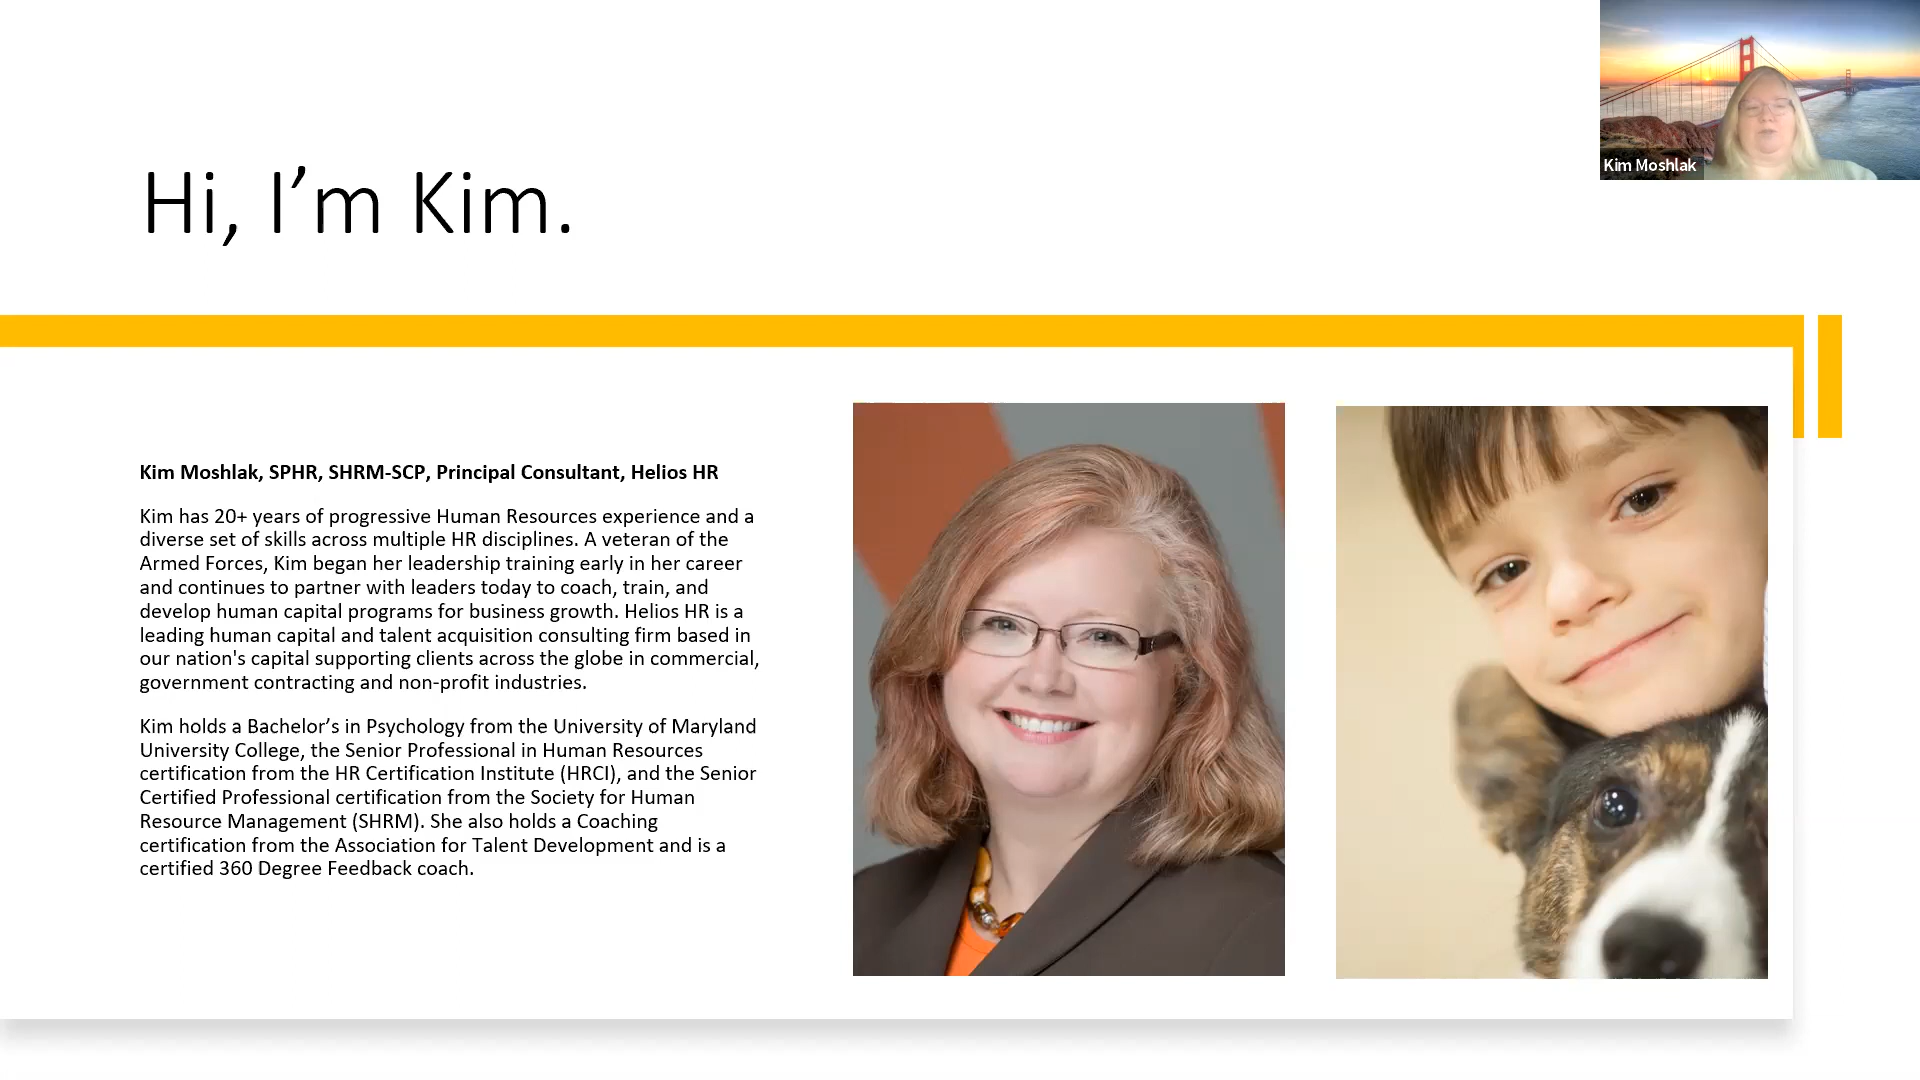 Kim Moshlak
Hi, I’m Kim.
Kim Moshlak, SPHR, SHRM-SCP, Principal Consultant, Helios HR
Kim has 20+ years of progressive Human Resources experience and a
diverse set of skills across multiple HR disciplines. A veteran of the
Armed Forces, Kim began her leadership training early in her career
and continues to partner with leaders today to coach, train, and
develop human capital programs for business growth. Helios HR is a
leading human capital and talent acquisition consulting firm based in
our nation's capital supporting clients across the globe in commercial,
government contracting and non-profit industries.
Kim holds a Bachelor’s in Psychology from the University of Maryland
University College, the Senior Professional in Human Resources
certification from the HR Certification Institute (HRCI), and the Senior
Certified Professional certification from the Society for Human
Resource Management (SHRM). She also holds a Coaching
certification from the Association for Talent Development and is a
certified 360 Degree Feedback coach.